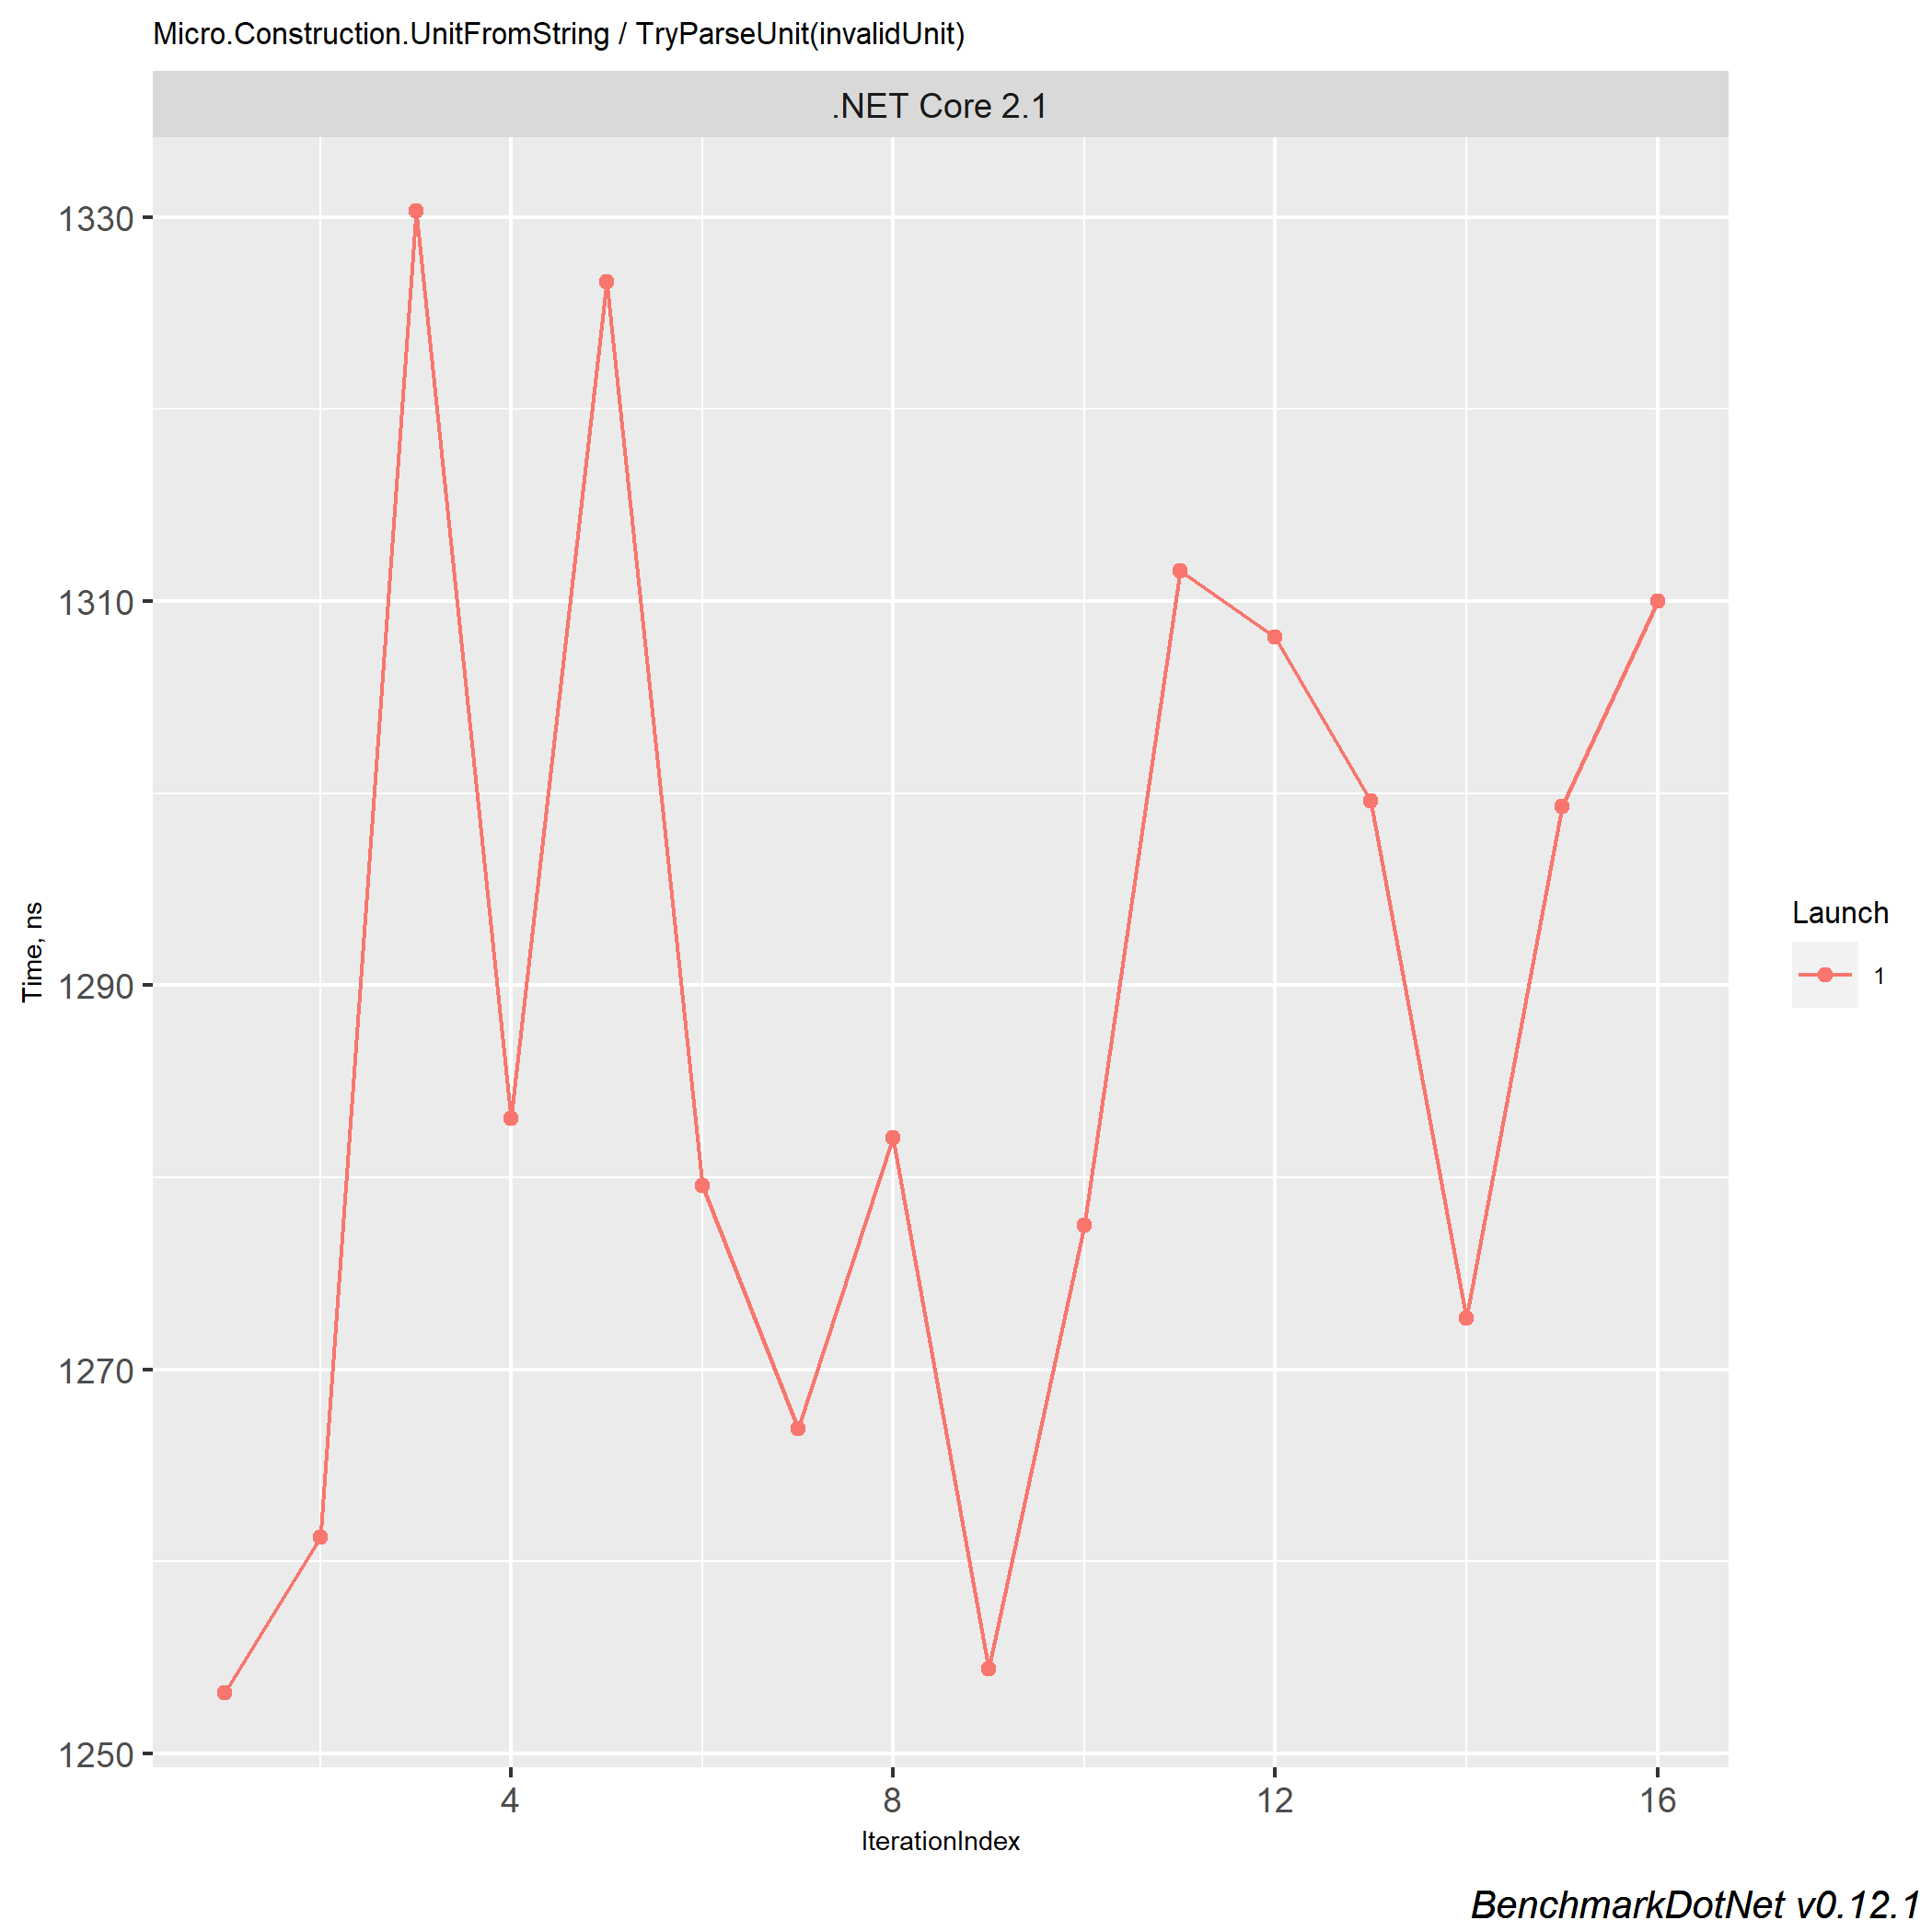 Micro.Construction.UnitFromString / TryParseUnit(invalidUnit)
.NET Core 2.1
1330
1310
1290
1270
1250
Time, ns
4
8
12
16
IterationIndex
Launch
1
BenchmarkDotNet v0.12.1